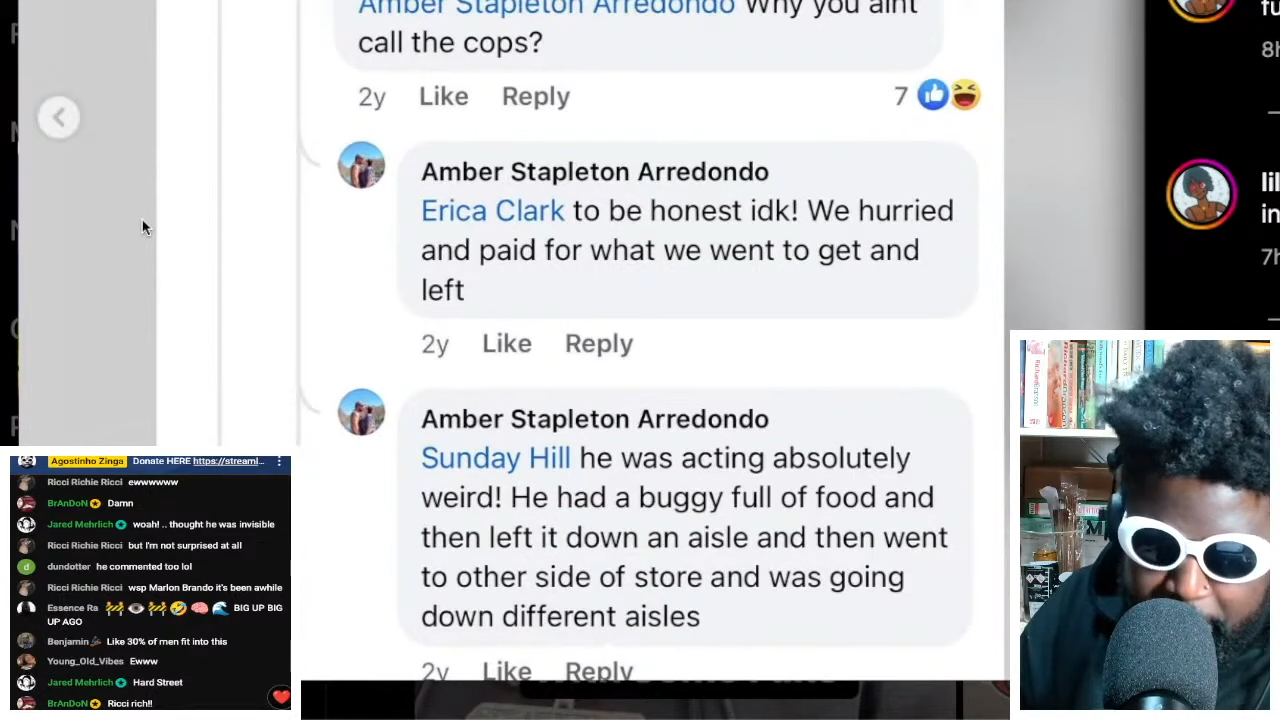 Amber Stapleton Arredondo Why you aint
call the cops?
2y Like Reply 7
Amber Stapleton Arredondo
Erica Clark to be honest idk! We hurried
and paid for what we went to get and
left
2y Like Reply
Amber Stapleton Arredondo
Sunday Hill he was acting absolutely
weird! He had a buggy full of food and
then left it down an aisle and then went
to other side of store and was going
down different aisles
2y Like Reply
8h
lil
in
7h
Agostinho Zinga Donate HERE https://streaml...
Ricci Richie Ricci ewwwwww
BrAnDoN Damn
Jared Mehrlich woah! .. thought he was invisible
Ricci Richie Ricci but I'm not surprised at all
dundotter he commented too lol
Ricci Richie Ricci wsp Marlon Brando it's been awhile
Essence Ra 🚧👁🚧🤣🧠🌊 BIG UP BIG
UP AGO
Benjamin Like 30% of men fit into this
Young_Old_Vibes Ewww
Jared Mehrlich Hard Street
BrAnDoN Ricci rich!!